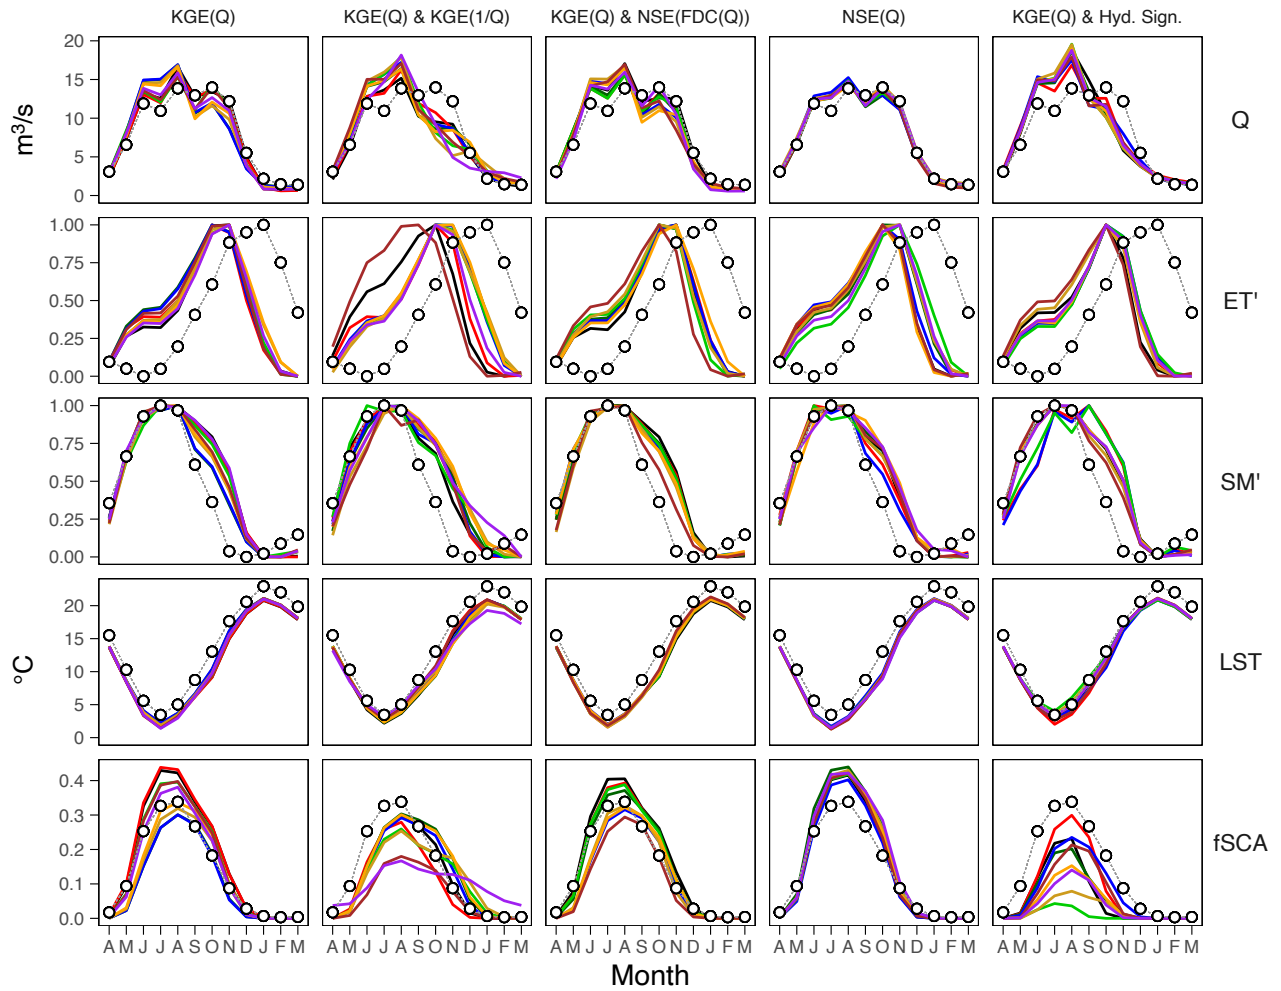 KGE(Q) KGE(Q) & KGE(1/Q) KGE(Q) & NSE(FDC(Q)) NSE(Q) KGE(Q) & Hyd. Sign.
20
15
10
5
0
m³/s
Q
1.00
0.75
0.50
0.25
0.00
ET'
1.00
0.75
0.50
0.25
0.00
SM'
20
15
10
5
0
°C
LST
0.4
0.3
0.2
0.1
0.0
fSCA
A M J J A S O N D J F M A M J J A S O N D J F M A M J J A S O N D J F M A M J J A S O N D J F M A M J J A S O N D J F M
Month